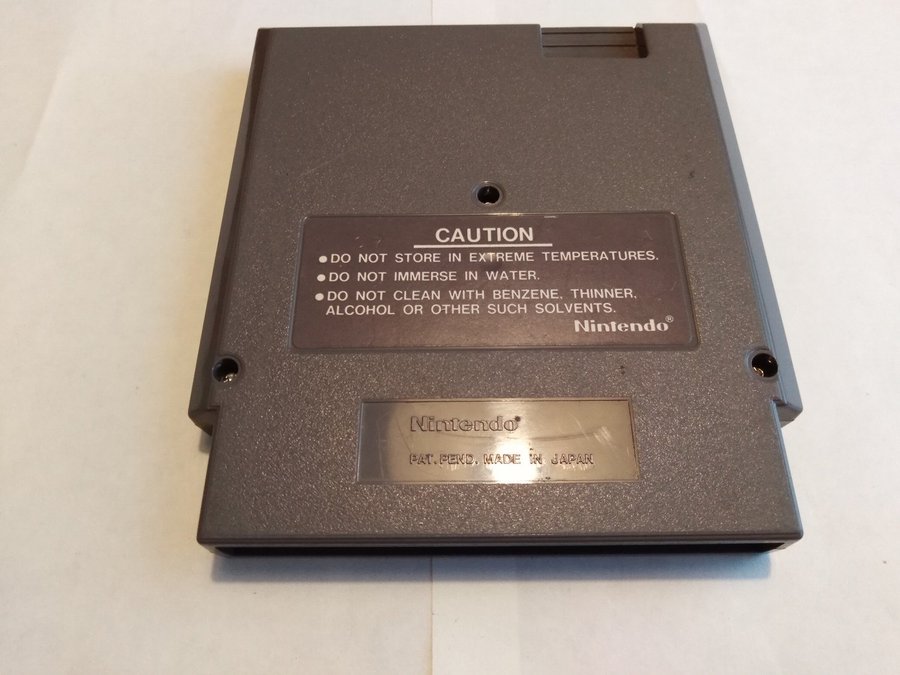 CAUTION
●DO NOT STORE IN EXTREME TEMPERATURES.
●DO NOT IMMERSE IN WATER.
●DO NOT CLEAN WITH BENZENE, THINNER,
ALCOHOL OR OTHER SUCH SOLVENTS.
Nintendo®
Nintendo®
PAT. PEND. MADE IN JAPAN